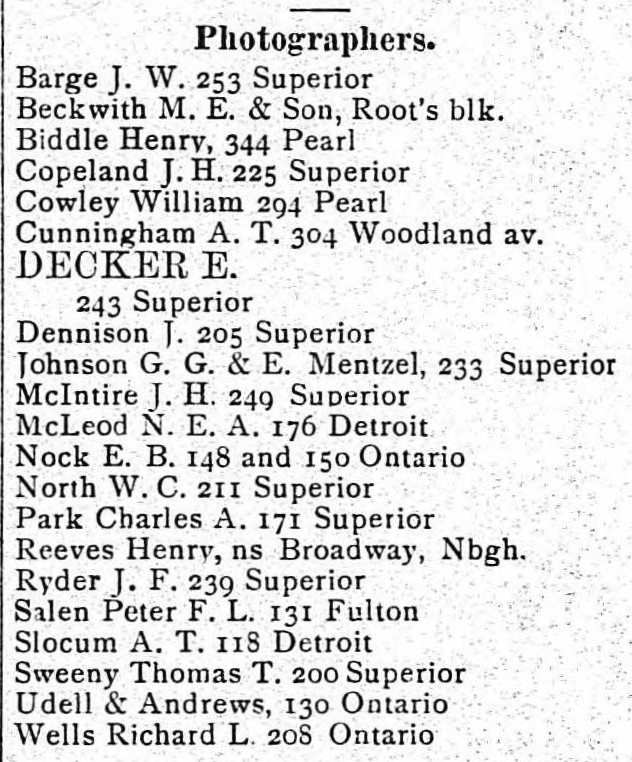 Photographers.
Barge J. W. 253 Superior
Beckwith M. E. & Son, Root's blk.
Biddle Henry, 344 Pearl
Copeland J. H. 225 Superior
Cowley William 294 Pearl
Cunningham A. T. 304 Woodland av.
DECKER E.
243 Superior
Dennison J. 205 Superior
Johnson G. G. & E. Mentzel, 233 Superior
McIntire J. H. 249 Superior
McLeod N. E. A. 176 Detroit
Nock E. B. 148 and 150 Ontario
North W. C. 211 Superior
Park Charles A. 171 Superior
Reeves Henry, ns Broadway, Nbgh.
Ryder J. F. 239 Superior
Salen Peter F. L. 131 Fulton
Slocum A. T. 118 Detroit
Sweeny Thomas T. 200 Superior
Udell & Andrews, 130 Ontario
Wells Richard L. 208 Ontario